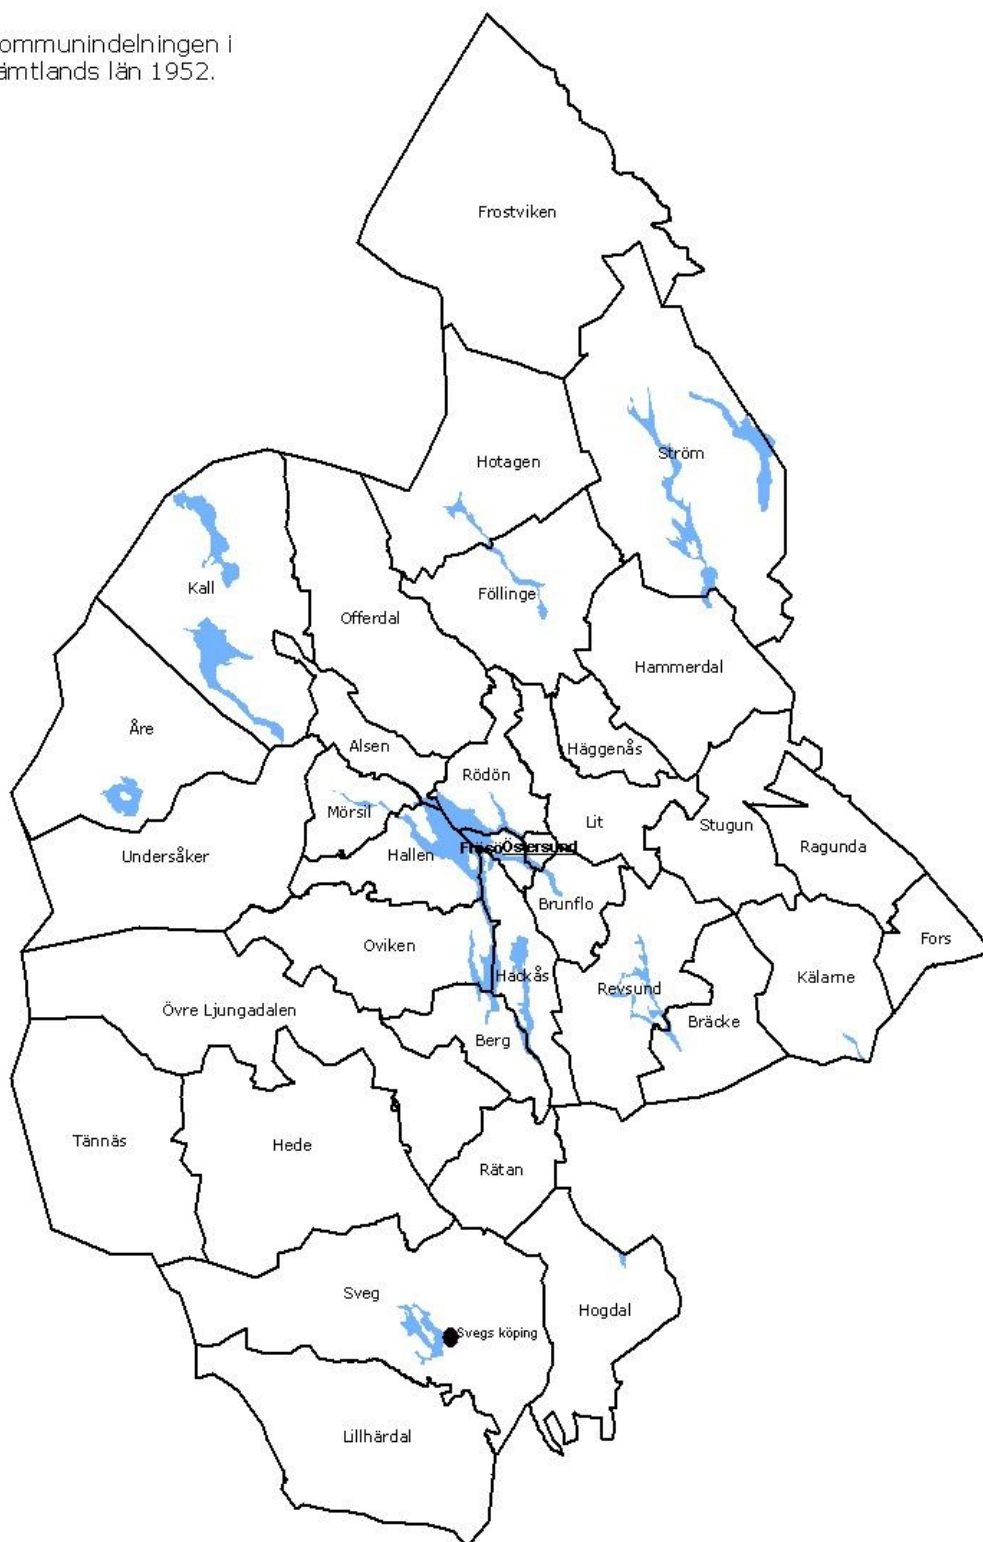 ommunindelningen i
ämtlands län 1952.
Frostviken
Hotagen
Ström
Kall
Offerdal
Föllinge
Hammerdal
Åre
Alsen
Häggenås
Rödön
Mörsil
Lit
Stugun
Undersåker
Hallen
Frösö
Östersund
Ragunda
Brunflo
Oviken
Fors
Hackås
Kälarne
Revsund
Övre Ljungadalen
Bräcke
Berg
Tännäs
Hede
Rätan
Sveg
Hogdal
Svegs köping
Lillhärdal